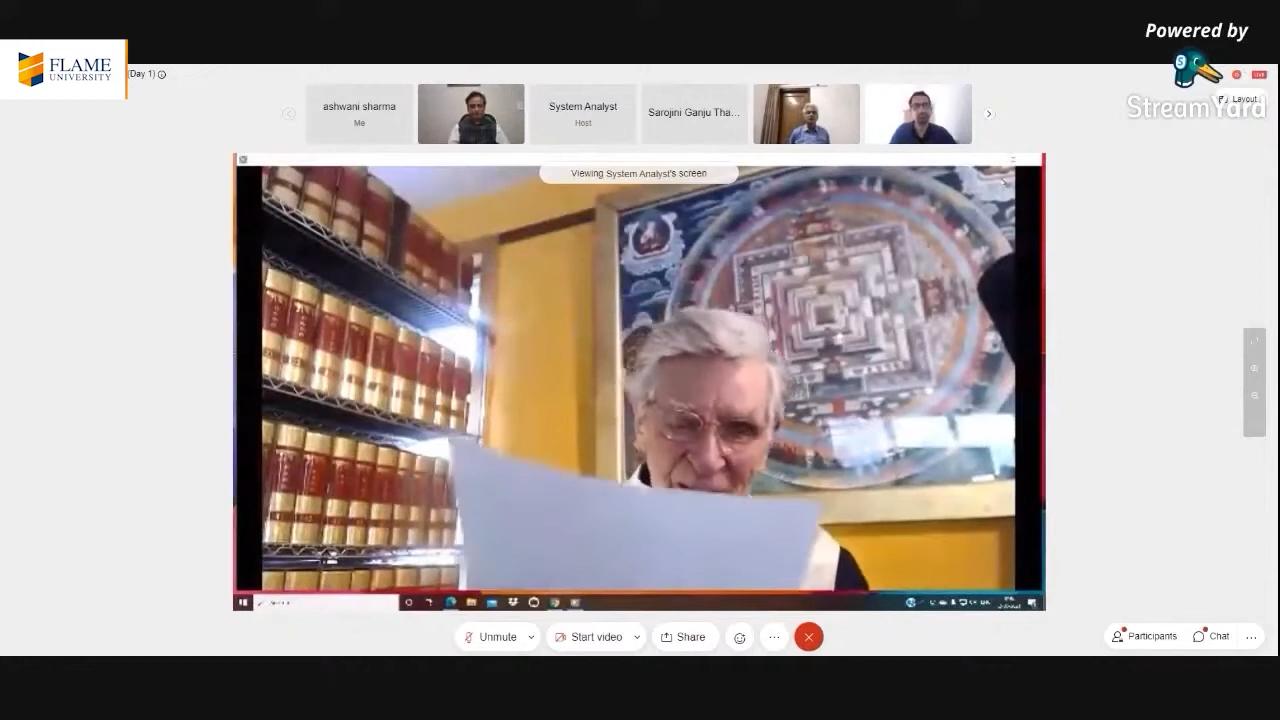 Powered by
StreamYard
FLAME
UNIVERSITY
(Day 1)
LIVE
Layout
ashwani sharma
Me
System Analyst
Host
Sarojini Ganju Tha...
Viewing System Analyst's screen
Unmute
Start video
Share
Participants
Chat